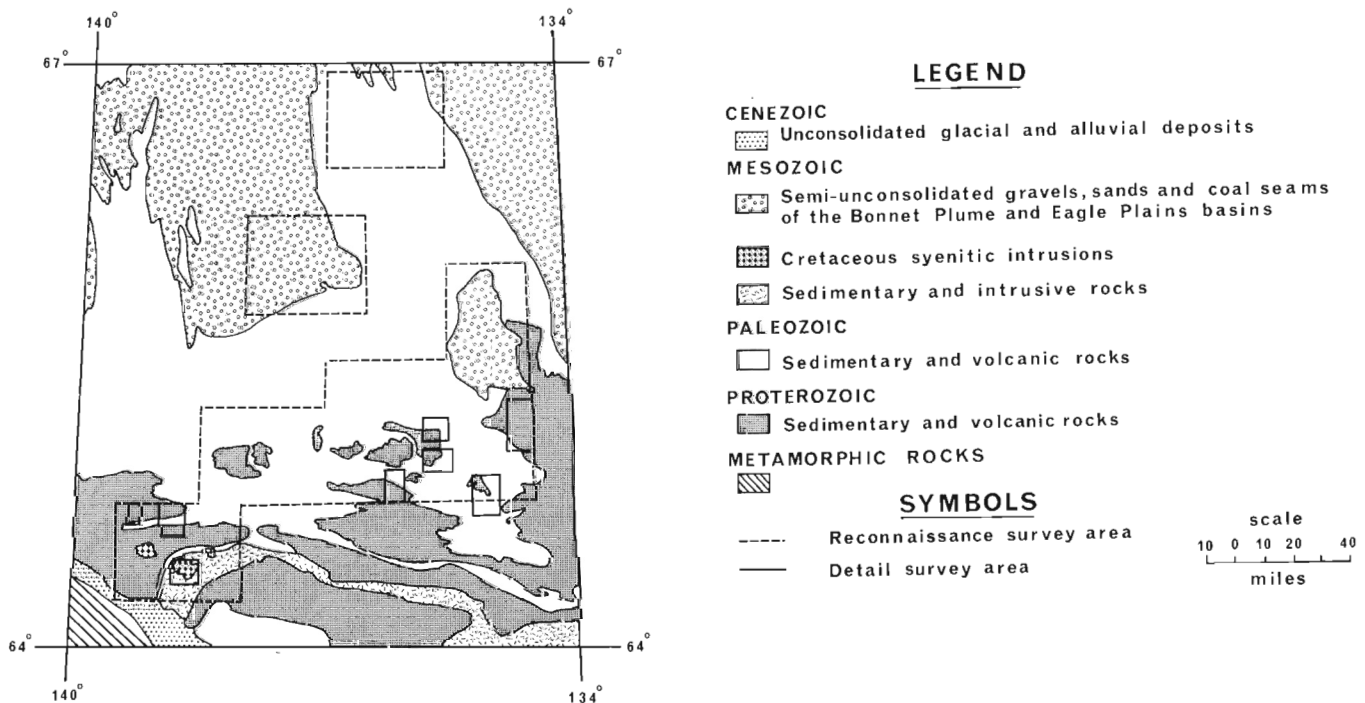 140°
134°
67°
67°
64°
64°
140°
134°
LEGEND
CENEZOIC
Unconsolidated glacial and alluvial deposits
MESOZOIC
Semi-unconsolidated gravels, sands and coal seams
of the Bonnet Plume and Eagle Plains basins
Cretaceous syenitic intrusions
Sedimentary and intrusive rocks
PALEOZOIC
Sedimentary and volcanic rocks
PROTEROZOIC
Sedimentary and volcanic rocks
METAMORPHIC ROCKS
SYMBOLS
Reconnaissance survey area
Detail survey area
scale
10 0 10 20 40
miles